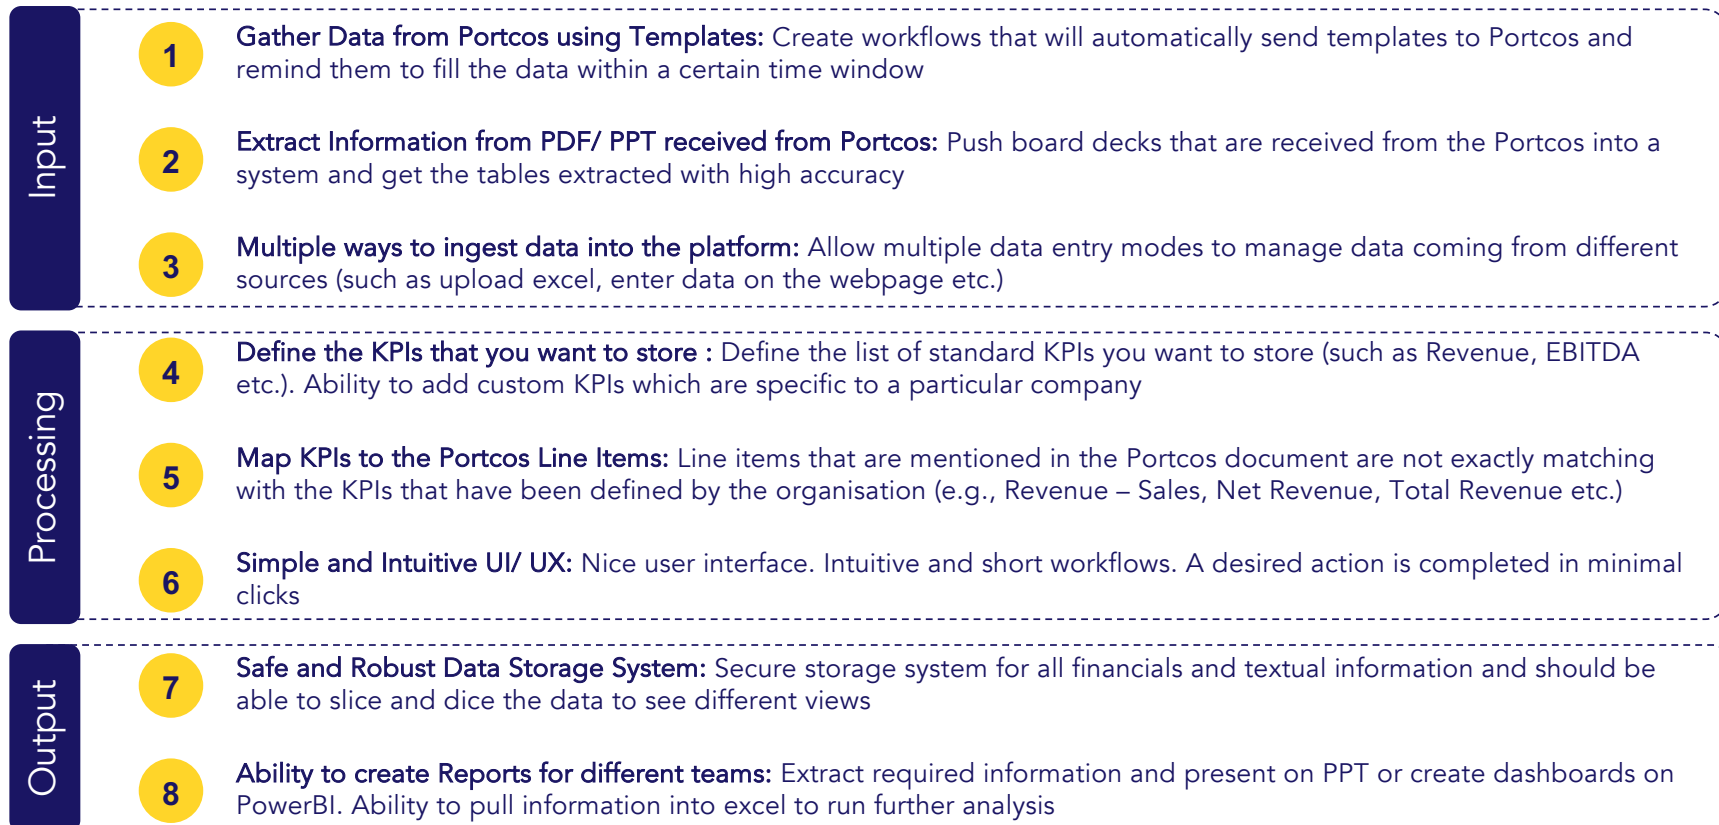 Input
1
Gather Data from Portcos using Templates: Create workflows that will automatically send templates to Portcos and
remind them to fill the data within a certain time window
2
Extract Information from PDF/ PPT received from Portcos: Push board decks that are received from the Portcos into a
system and get the tables extracted with high accuracy
3
Multiple ways to ingest data into the platform: Allow multiple data entry modes to manage data coming from different
sources (such as upload excel, enter data on the webpage etc.)
Processing
4
Define the KPIs that you want to store : Define the list of standard KPIs you want to store (such as Revenue, EBITDA
etc.). Ability to add custom KPIs which are specific to a particular company
5
Map KPIs to the Portcos Line Items: Line items that are mentioned in the Portcos document are not exactly matching
with the KPIs that have been defined by the organisation (e.g., Revenue – Sales, Net Revenue, Total Revenue etc.)
6
Simple and Intuitive UI/ UX: Nice user interface. Intuitive and short workflows. A desired action is completed in minimal
clicks
Output
7
Safe and Robust Data Storage System: Secure storage system for all financials and textual information and should be
able to slice and dice the data to see different views
8
Ability to create Reports for different teams: Extract required information and present on PPT or create dashboards on
PowerBI. Ability to pull information into excel to run further analysis